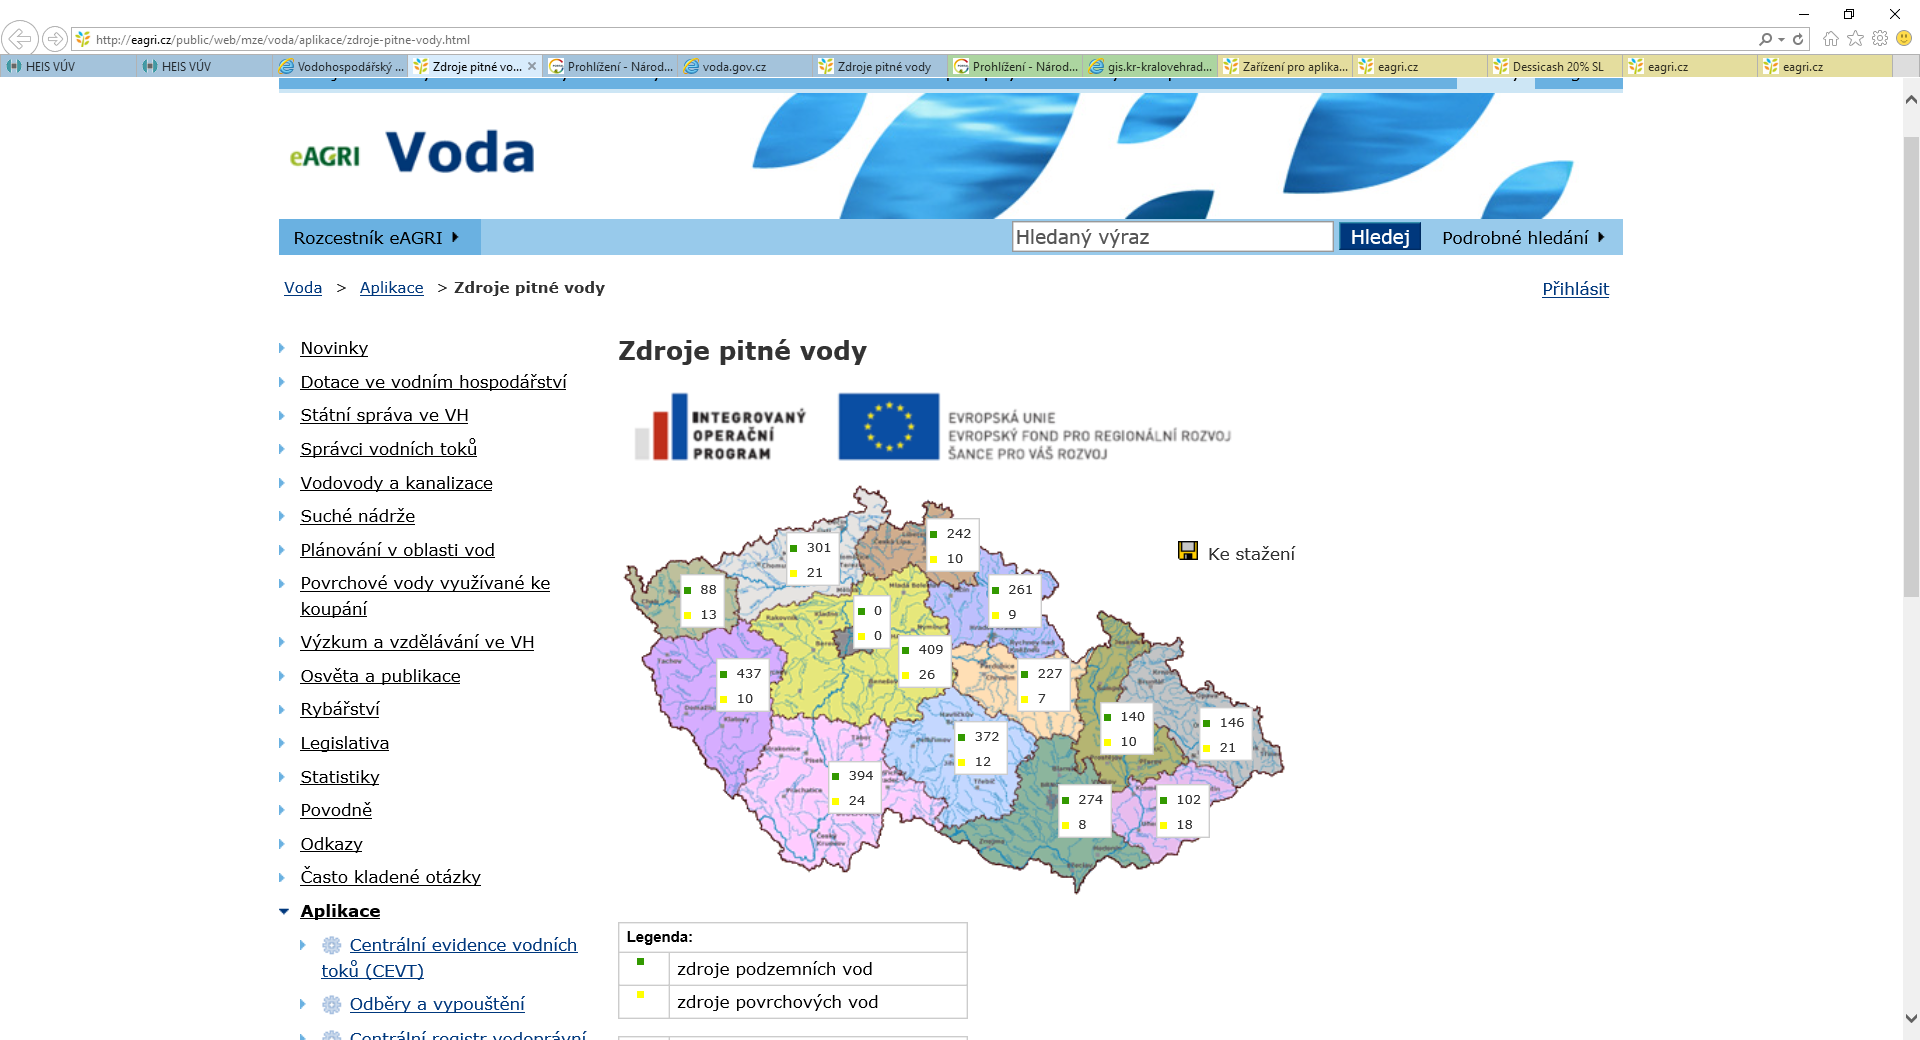 http://eagri.cz/public/web/mze/voda/aplikace/zdroje-pitne-vody.html
HEIS VÚV
HEIS VÚV
Vodohospodářský ...
Zdroje pitné vo...
Prohlížení - Národ...
voda.gov.cz
Zdroje pitné vody
Prohlížení - Národ...
gis.kr-kralovehrad...
Zařízení pro aplika...
eagri.cz
Dessicash 20% SL
eagri.cz
eagri.cz
eAGRI Voda
Rozcestník eAGRI
Hledaný výraz
Hledej
Podrobné hledání
Voda > Aplikace > Zdroje pitné vody
Přihlásit
Novinky
Dotace ve vodním hospodářství
Státní správa ve VH
Správci vodních toků
Vodovody a kanalizace
Suché nádrže
Plánování v oblasti vod
Povrchové vody využívané ke
koupání
Výzkum a vzdělávání ve VH
Osvěta a publikace
Rybářství
Legislativa
Statistiky
Povodně
Odkazy
Často kladené otázky
Aplikace
Centrální evidence vodních
toků (CEVT)
Odběry a vypouštění
Centrální registr vodoprávní
Zdroje pitné vody
INTEGROVANÝ
OPERAČNÍ
PROGRAM
EVROPSKÁ UNIE
EVROPSKÝ FOND PRO REGIONÁLNÍ ROZVOJ
ŠANCE PRO VÁŠ ROZVOJ
242
10
301
21
88
13
261
9
0
0
409
26
437
10
227
7
140
10
146
21
372
12
394
24
274
8
102
18
Ke stažení
Legenda:
zdroje podzemních vod
zdroje povrchových vod